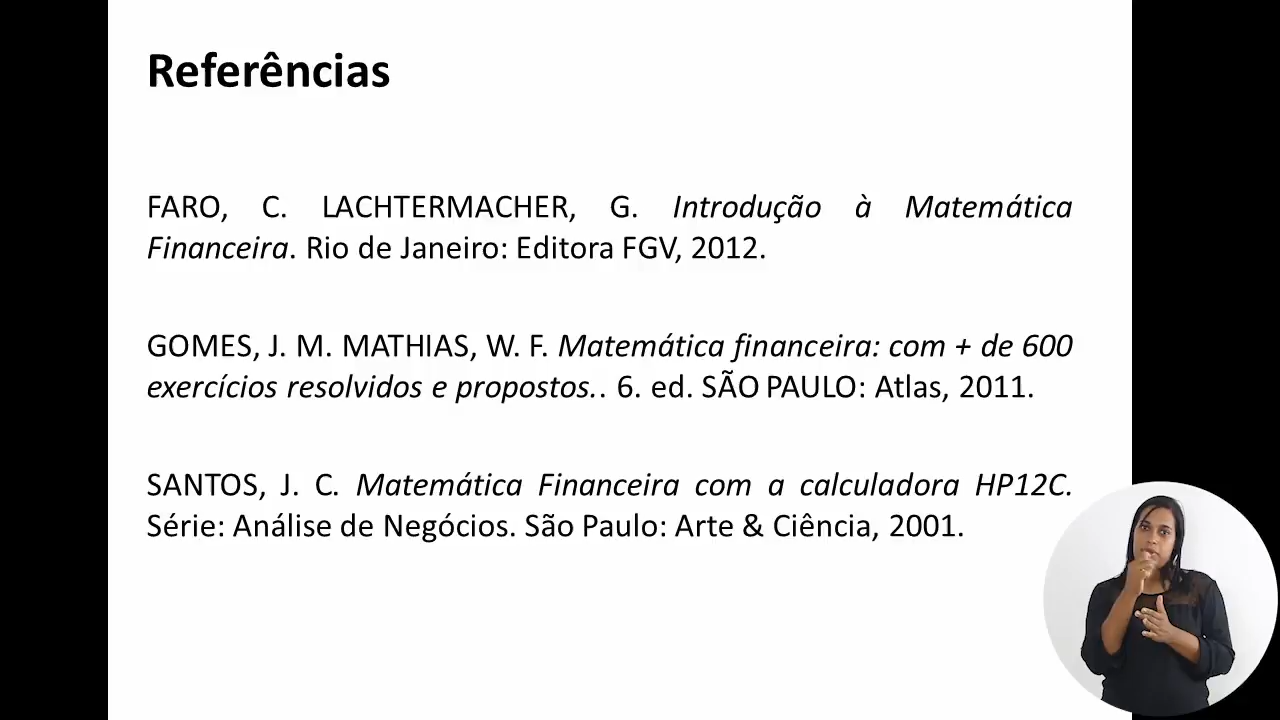 Referências
FARO, C. LACHTERMACHER, G. Introdução à Matemática
Financeira. Rio de Janeiro: Editora FGV, 2012.
GOMES, J. M. MATHIAS, W. F. Matemática financeira: com + de 600
exercícios resolvidos e propostos.. 6. ed. SÃO PAULO: Atlas, 2011.
SANTOS, J. C. Matemática Financeira com a calculadora HP12C.
Série: Análise de Negócios. São Paulo: Arte & Ciência, 2001.